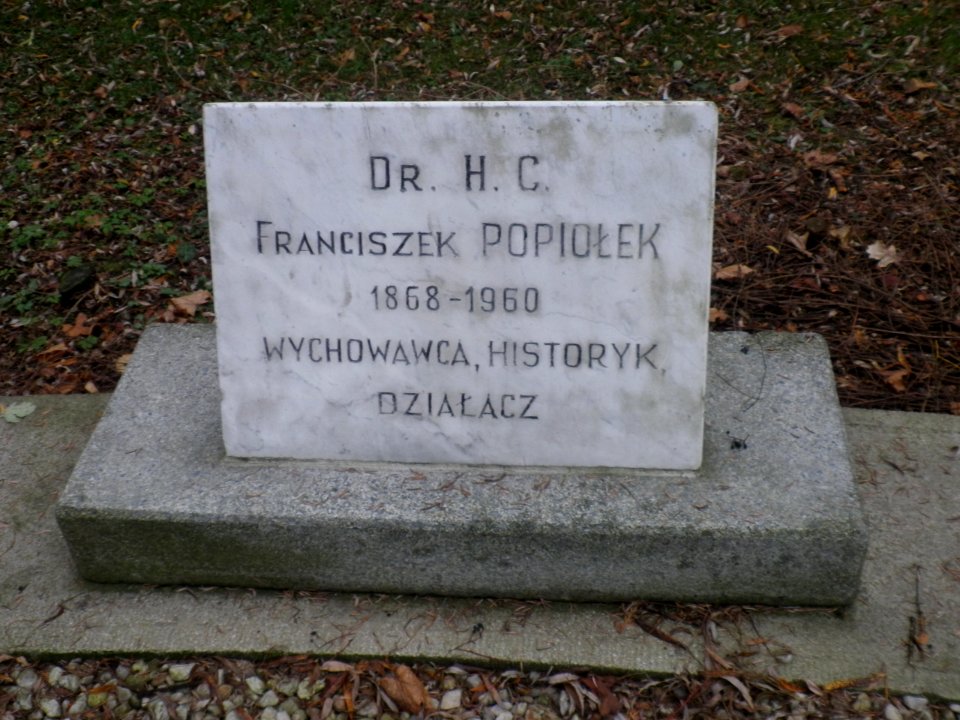 Dr. H. C.
Franciszek POPIOŁEK
1868-1960
WYCHOWAWCA, HISTORYK,
DZIAŁACZ